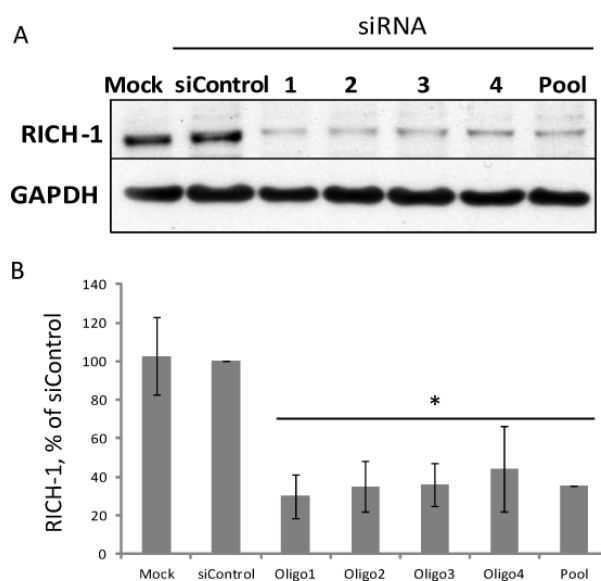 A
siRNA
Mock siControl 1 2 3 4 Pool
RICH-1
GAPDH
B
RICH-1, % of siControl
140
120
100
80
60
40
20
0
*
Mock siControl Oligo1 Oligo2 Oligo3 Oligo4 Pool